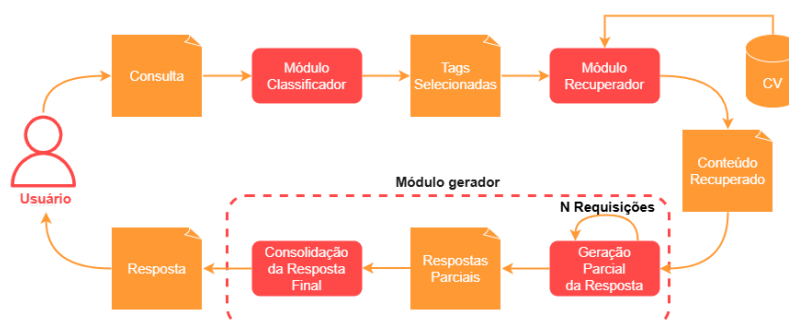 Consulta
Módulo
Classificador
Tags
Selecionadas
Módulo
Recuperador
CV
Conteúdo
Recuperado
Usuário
Módulo gerador
N Requisições
Geração
Parcial
da Resposta
Respostas
Parciais
Consolidação
da Resposta
Final
Resposta